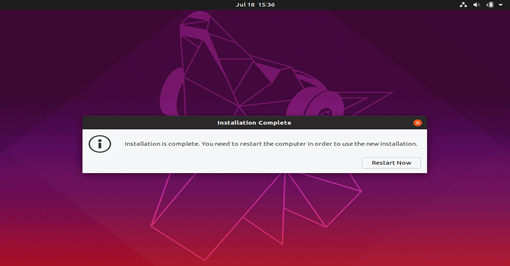 Jul 18 15:36
Installation Complete
Installation is complete. You need to restart the computer in order to use the new installation.
Restart Now